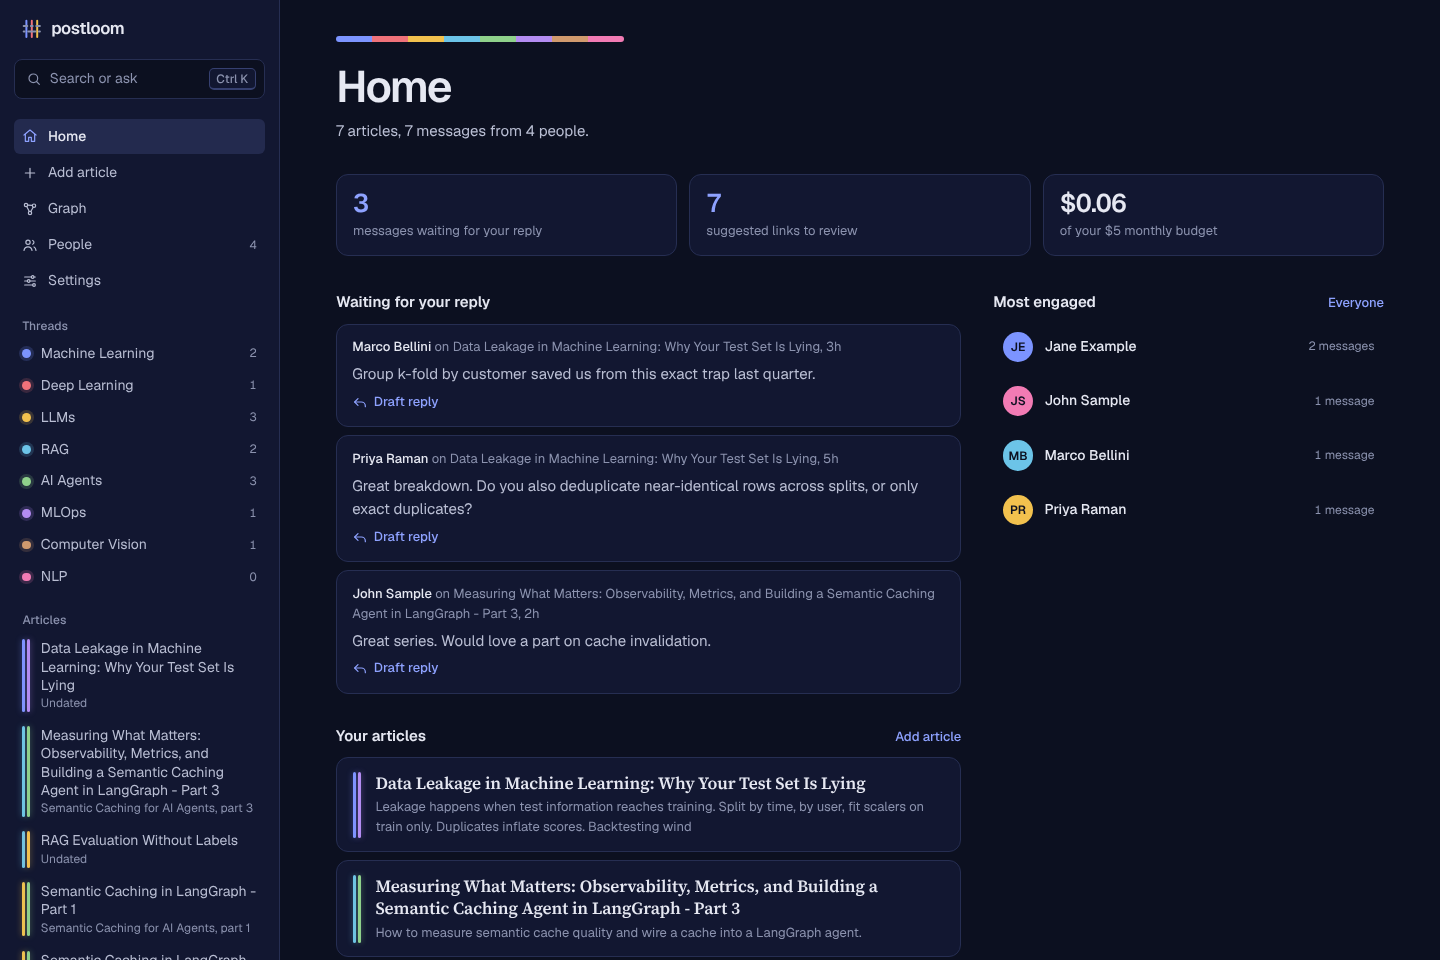 postloom
Search or ask
Ctrl K
Home
Add article
Graph
People 4
Settings
Threads
Machine Learning 2
Deep Learning 1
LLMs 3
RAG 2
AI Agents 3
MLOps 1
Computer Vision 1
NLP 0
Articles
Data Leakage in Machine
Learning: Why Your Test Set Is
Lying
Undated
Measuring What Matters:
Observability, Metrics, and
Building a Semantic Caching
Agent in LangGraph - Part 3
Semantic Caching for AI Agents, part 3
RAG Evaluation Without Labels
Undated
Semantic Caching in LangGraph -
Part 1
Semantic Caching for AI Agents, part 1
Semantic Caching in LangGraph
Home
7 articles, 7 messages from 4 people.
3
messages waiting for your reply
7
suggested links to review
$0.06
of your $5 monthly budget
Waiting for your reply
Marco Bellini on Data Leakage in Machine Learning: Why Your Test Set Is Lying, 3h
Group k-fold by customer saved us from this exact trap last quarter.
Draft reply
Priya Raman on Data Leakage in Machine Learning: Why Your Test Set Is Lying, 5h
Great breakdown. Do you also deduplicate near-identical rows across splits, or only
exact duplicates?
Draft reply
John Sample on Measuring What Matters: Observability, Metrics, and Building a Semantic Caching
Agent in LangGraph - Part 3, 2h
Great series. Would love a part on cache invalidation.
Draft reply
Your articles
Add article
Data Leakage in Machine Learning: Why Your Test Set Is Lying
Leakage happens when test information reaches training. Split by time, by user, fit scalers on
train only. Duplicates inflate scores. Backtesting wind
Measuring What Matters: Observability, Metrics, and Building a
Semantic Caching Agent in LangGraph - Part 3
How to measure semantic cache quality and wire a cache into a LangGraph agent.
Most engaged
Everyone
JE Jane Example 2 messages
JS John Sample 1 message
MB Marco Bellini 1 message
PR Priya Raman 1 message